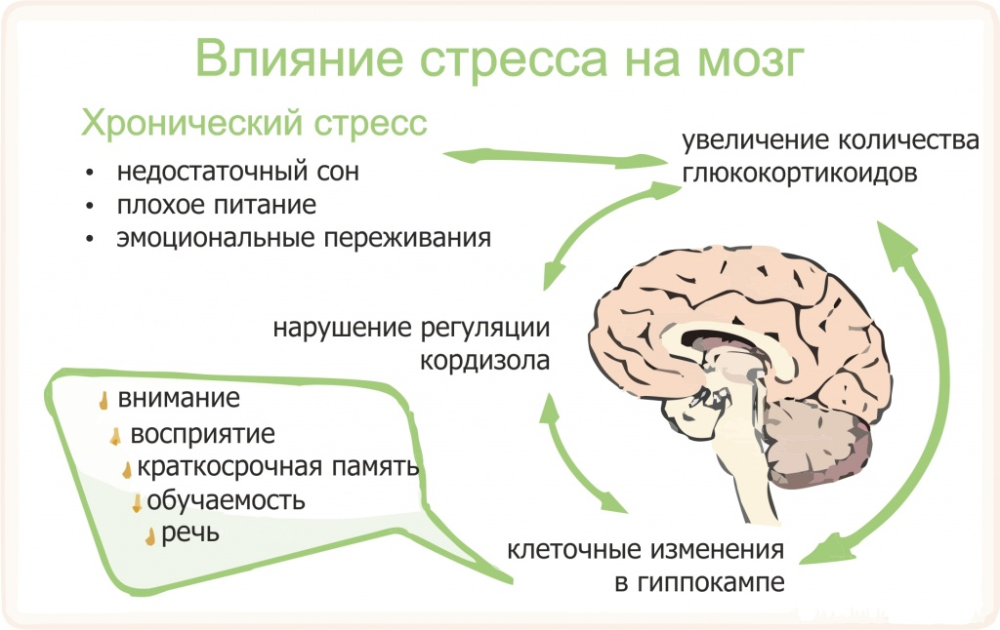 Влияние стресса на мозг
Хронический стресс
• недостаточный сон
• плохое питание
• эмоциональные переживания
увеличение количества
глюкокортикоидов
нарушение регуляции
кордизола
внимание
восприятие
краткосрочная память
обучаемость
речь
клеточные изменения
в гиппокампе